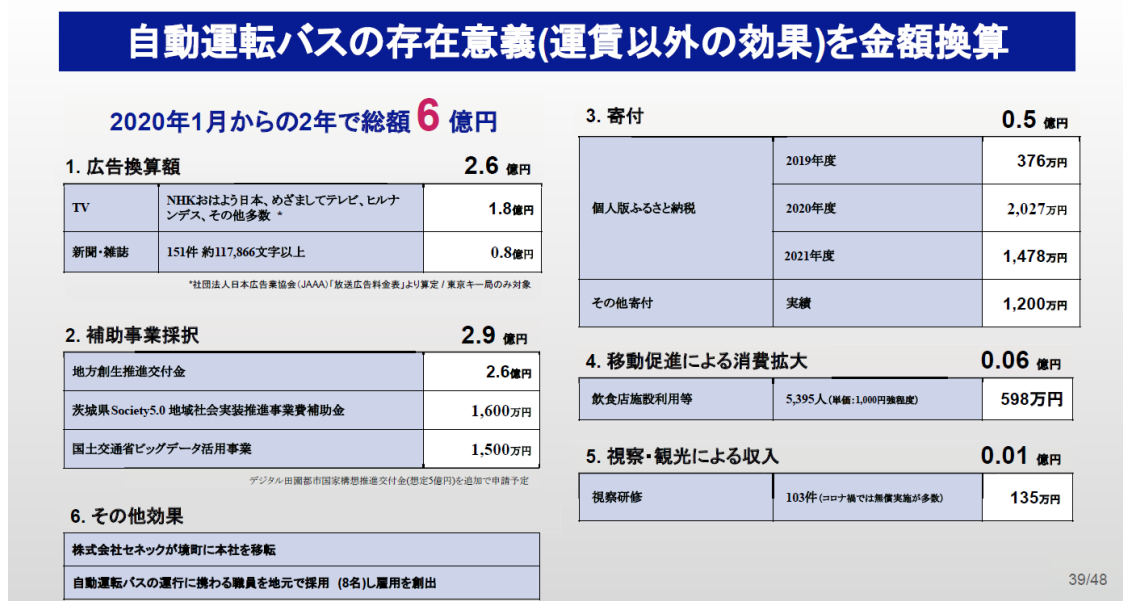 自動運転バスの存在意義(運賃以外の効果)を金額換算
2020年1月からの2年で総額6億円
1. 広告換算額 2.6 億円
TV NHKおはよう日本、めざましてテレビ、ヒルナ
ンデス、その他多数 * 1.8億円
新聞・雑誌 151件 約117,866文字以上 0.8億円
*社団法人日本広告業協会(JAAA)「放送広告料金表」より算定 / 東京キー局のみ対象
2. 補助事業採択 2.9 億円
地方創生推進交付金 2.6億円
茨城県Society5.0 地域社会実装推進事業費補助金 1,600万円
国土交通省ビッグデータ活用事業 1,500万円
デジタル田園都市国家構想推進交付金(想定5億円)を追加で申請予定
6. その他効果
株式会社セネックが境町に本社を移転
自動運転バスの運行に携わる職員を地元で採用 (8名)し雇用を創出
3. 寄付 0.5 億円
個人版ふるさと納税 2019年度 376万円
2020年度 2,027万円
2021年度 1,478万円
その他寄付 実績 1,200万円
4. 移動促進による消費拡大 0.06 億円
飲食店施設利用等 5,395人(単価:1,000円強程度) 598万円
5. 視察・観光による収入 0.01 億円
視察研修 103件(コロナ禍では無償実施が多数) 135万円
39/48